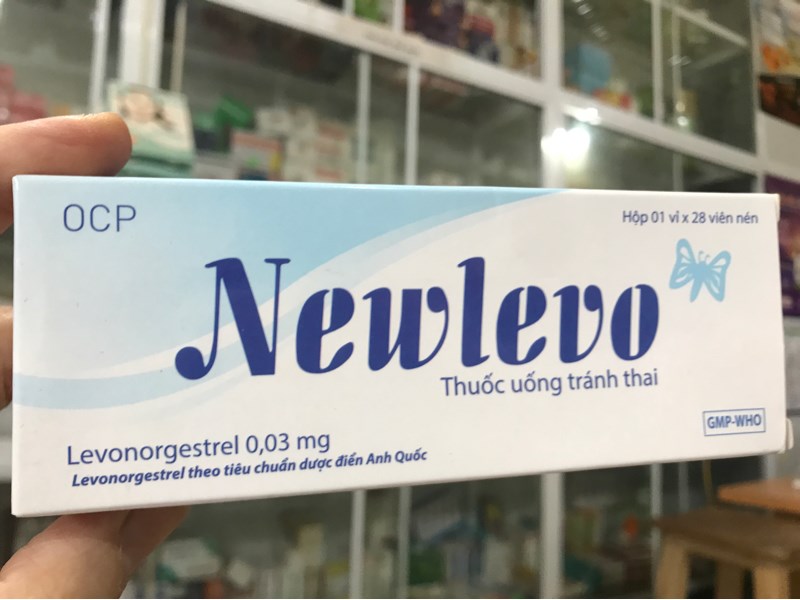 OCP
Hộp 01 vỉ x 28 viên nén
Newlevo
Thuốc uống tránh thai
GMP-WHO
Levonorgestrel 0,03 mg
Levonorgestrel theo tiêu chuẩn dược điển Anh Quốc